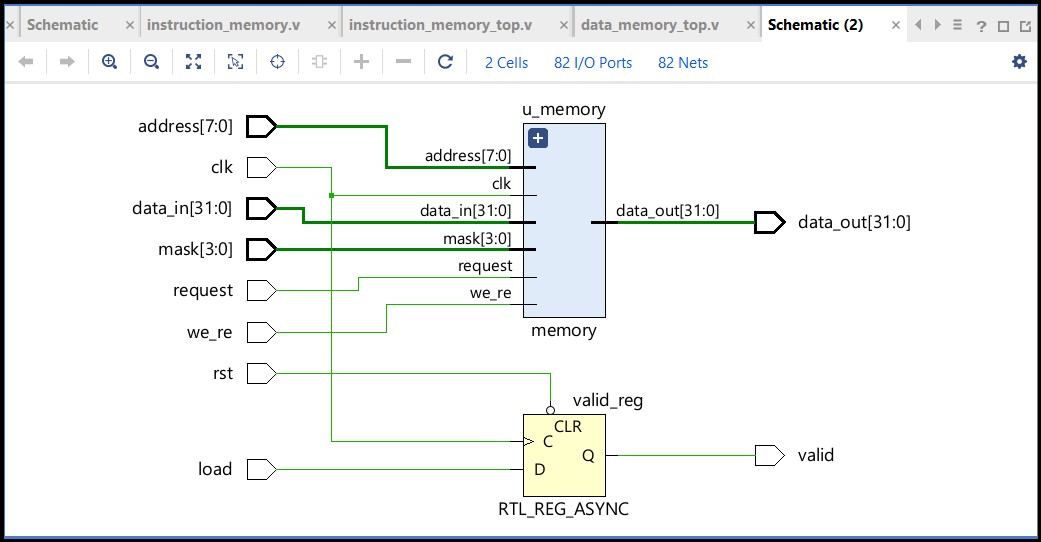 Schematic
instruction_memory.v
instruction_memory_top.v
data_memory_top.v
Schematic (2)
2 Cells
82 I/O Ports
82 Nets
u_memory
address[7:0]
address[7:0]
clk
clk
data_in[31:0]
data_in[31:0]
data_out[31:0]
data_out[31:0]
mask[3:0]
mask[3:0]
request
request
we_re
we_re
memory
rst
valid_reg
CLR
C
Q
valid
load
D
RTL_REG_ASYNC